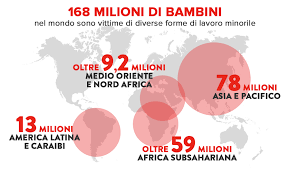 168 MILIONI DI BAMBINI
nel mondo sono vittime di diverse forme di lavoro minorile
OLTRE 9,2 MILIONI
MEDIO ORIENTE
E NORD AFRICA
78 MILIONI
ASIA E PACIFICO
13 MILIONI
AMERICA LATINA
E CARAIBI
OLTRE 59 MILIONI
AFRICA SUBSAHARIANA